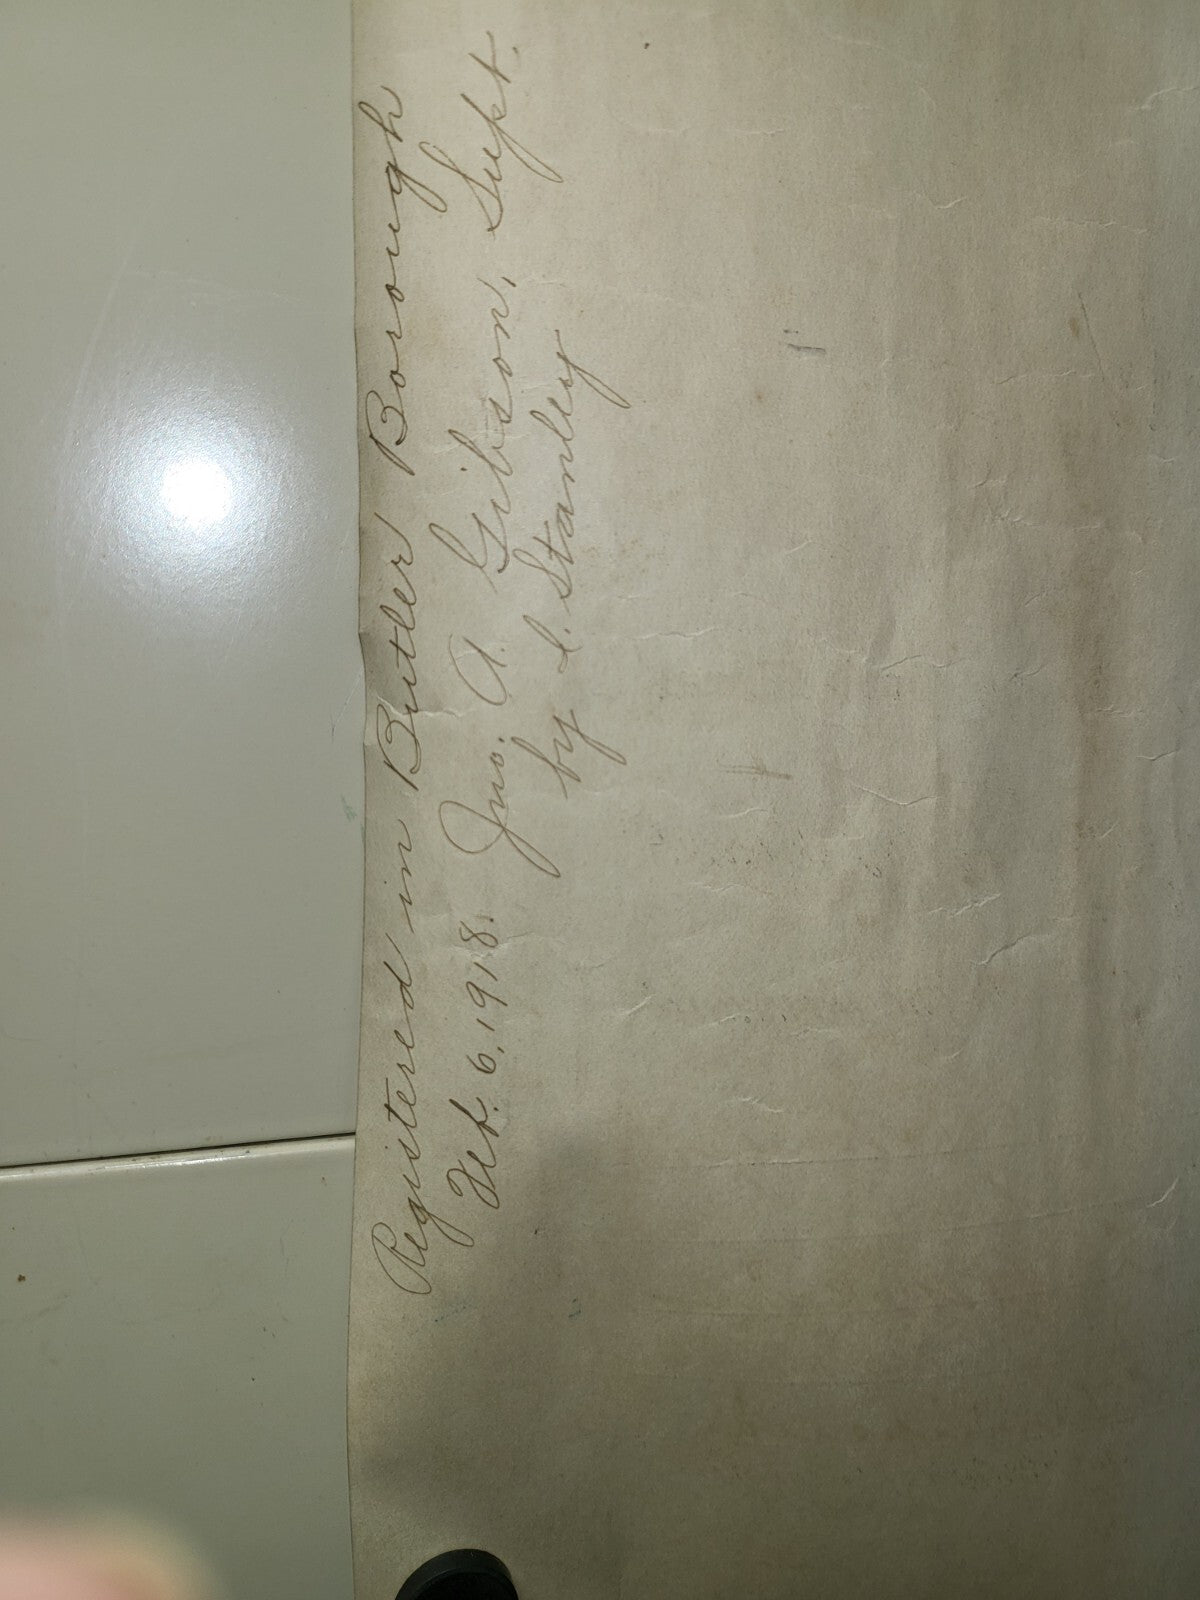 Registered in Butler Borough
Feb. 6, 1918. Jno. A. Gibson, Supt.
by L. Stanley